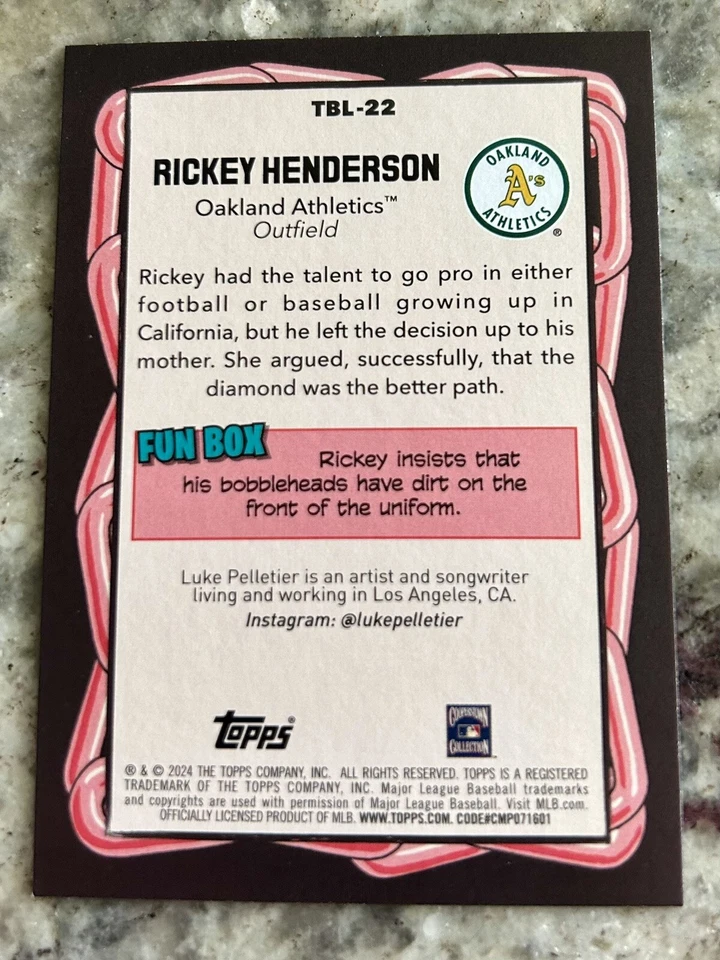 TBL-22
RICKEY HENDERSON
Oakland Athletics™
Outfield
OAKLAND
A's
ATHLETICS
®
Rickey had the talent to go pro in either
football or baseball growing up in
California, but he left the decision up to his
mother. She argued, successfully, that the
diamond was the better path.
FUN BOX
Rickey insists that
his bobbleheads have dirt on the
front of the uniform.
Luke Pelletier is an artist and songwriter
living and working in Los Angeles, CA.
Instagram: @lukepelletier
topps®
COOPERSTOWN
COLLECTION
® & © 2024 THE TOPPS COMPANY, INC. ALL RIGHTS RESERVED. TOPPS IS A REGISTERED
TRADEMARK OF THE TOPPS COMPANY, INC. Major League Baseball trademarks
and copyrights are used with permission of Major League Baseball. Visit MLB.com.
OFFICIALLY LICENSED PRODUCT OF MLB. WWW.TOPPS.COM. CODE#CMP071601